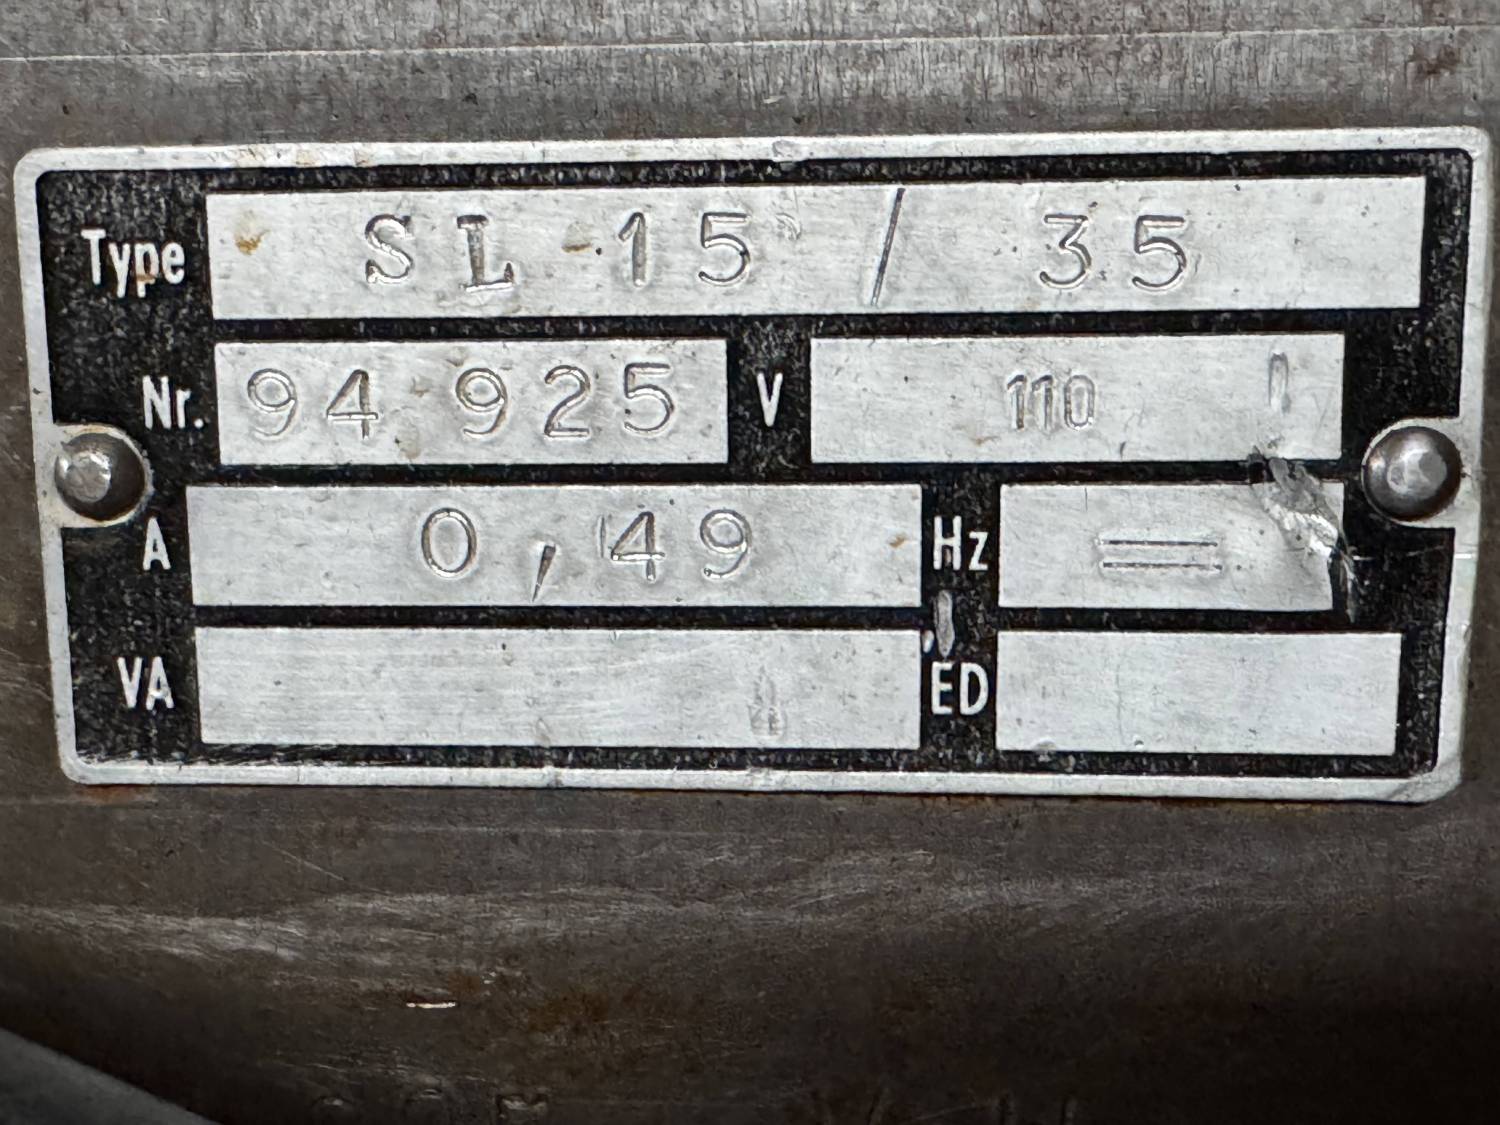 Type SL 15 / 35
Nr. 94 925 V 110
A 0,49 Hz =
VA ED